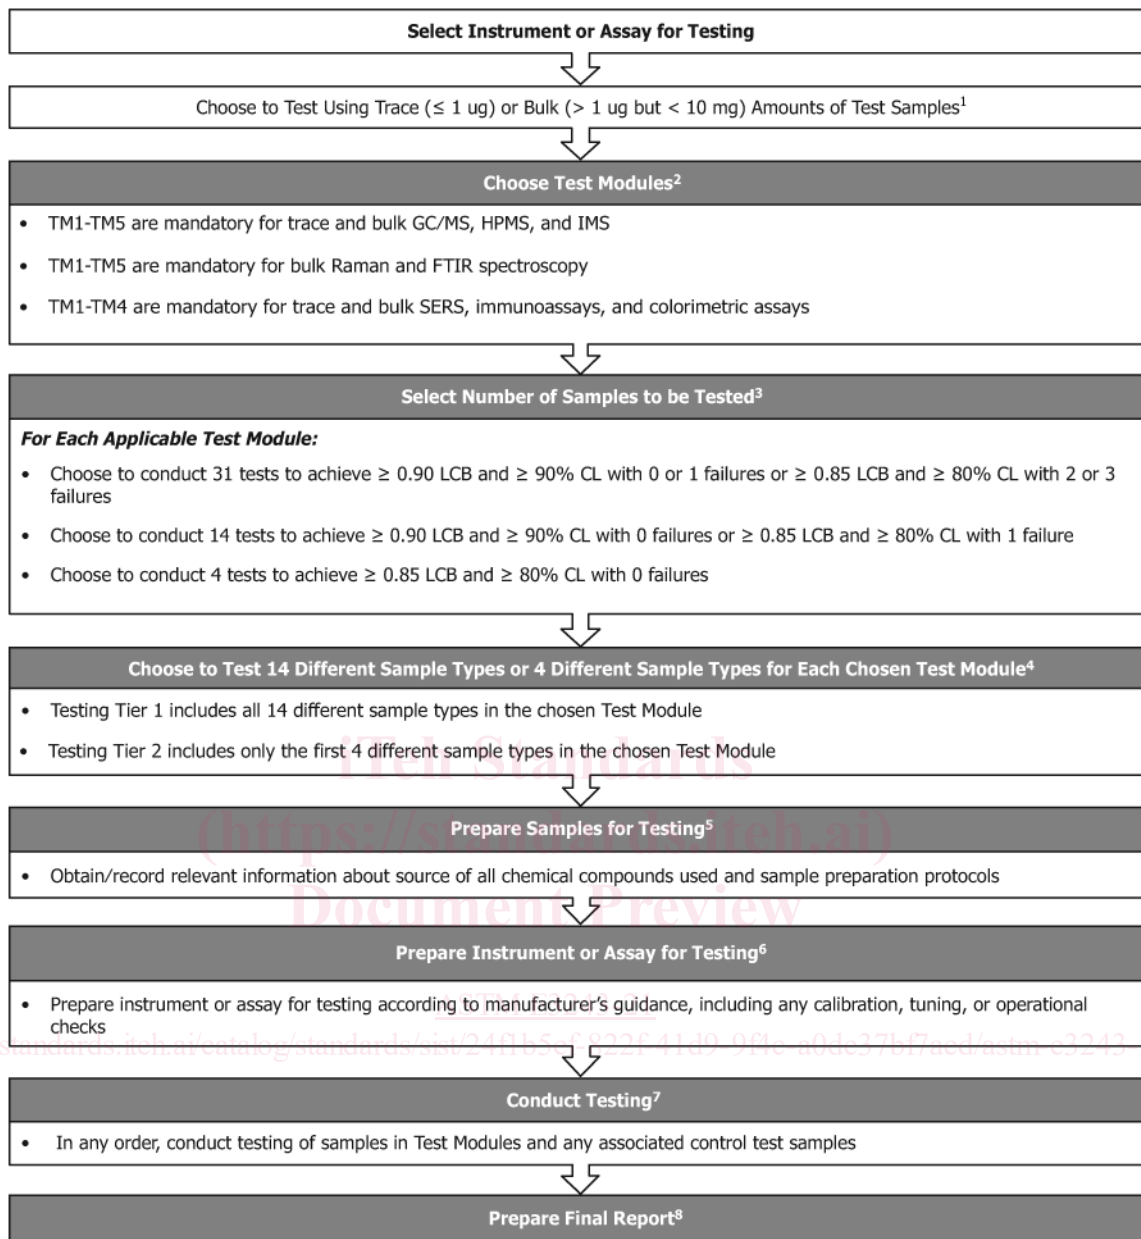 Select Instrument or Assay for Testing
Choose to Test Using Trace (≤ 1 ug) or Bulk (> 1 ug but < 10 mg) Amounts of Test Samples¹
Choose Test Modules²
• TM1-TM5 are mandatory for trace and bulk GC/MS, HPMS, and IMS
• TM1-TM5 are mandatory for bulk Raman and FTIR spectroscopy
• TM1-TM4 are mandatory for trace and bulk SERS, immunoassays, and colorimetric assays
Select Number of Samples to be Tested³
For Each Applicable Test Module:
• Choose to conduct 31 tests to achieve ≥ 0.90 LCB and ≥ 90% CL with 0 or 1 failures or ≥ 0.85 LCB and ≥ 80% CL with 2 or 3
failures
• Choose to conduct 14 tests to achieve ≥ 0.90 LCB and ≥ 90% CL with 0 failures or ≥ 0.85 LCB and ≥ 80% CL with 1 failure
• Choose to conduct 4 tests to achieve ≥ 0.85 LCB and ≥ 80% CL with 0 failures
Choose to Test 14 Different Sample Types or 4 Different Sample Types for Each Chosen Test Module⁴
• Testing Tier 1 includes all 14 different sample types in the chosen Test Module
• Testing Tier 2 includes only the first 4 different sample types in the chosen Test Module
iTeh Standards
(https://standards.iteh.ai)
Prepare Samples for Testing⁵
• Obtain/record relevant information about source of all chemical compounds used and sample preparation protocols
Document Preview
Prepare Instrument or Assay for Testing⁶
• Prepare instrument or assay for testing according to manufacturer's guidance, including any calibration, tuning, or operational
checks
Conduct Testing⁷
• In any order, conduct testing of samples in Test Modules and any associated control test samples
Prepare Final Report⁸